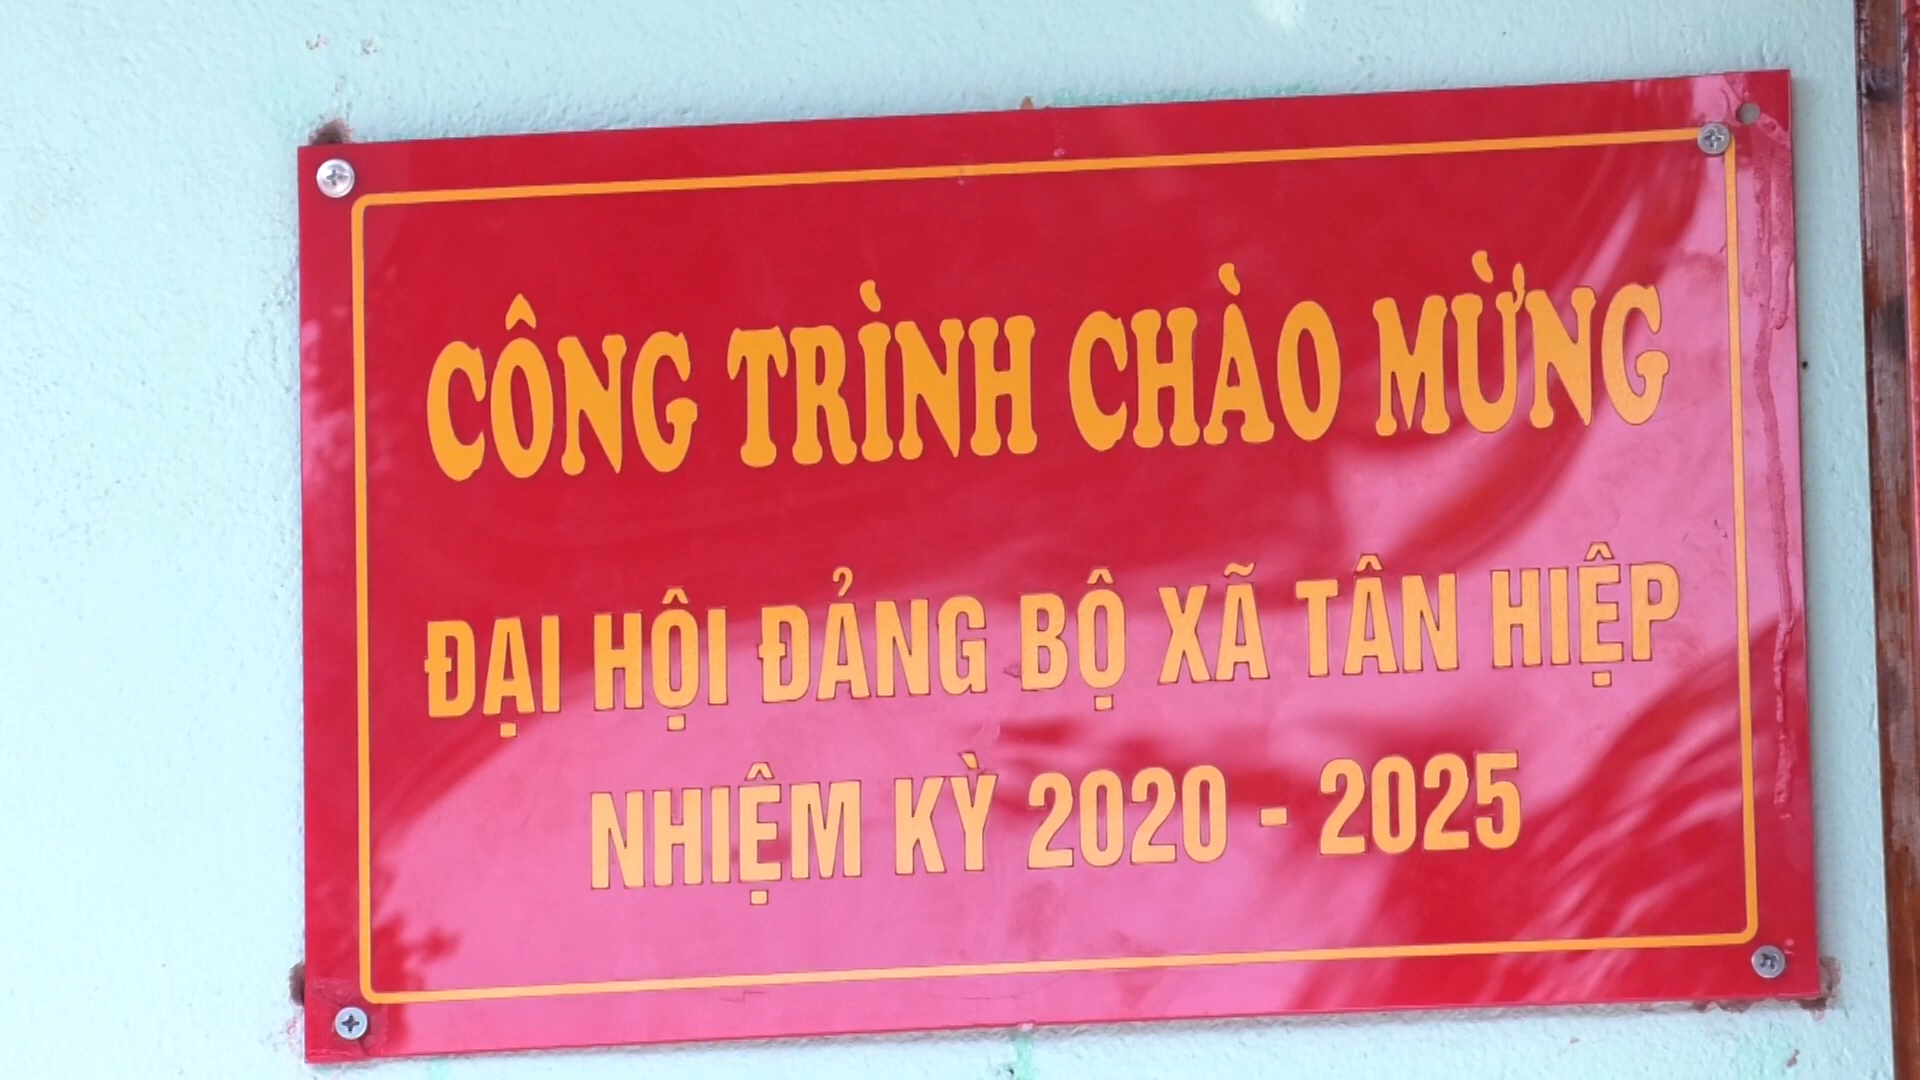 CÔNG TRÌNH CHÀO MỪNG
ĐẠI HỘI ĐẢNG BỘ XÃ TÂN HIỆP
NHIỆM KỲ 2020 - 2025